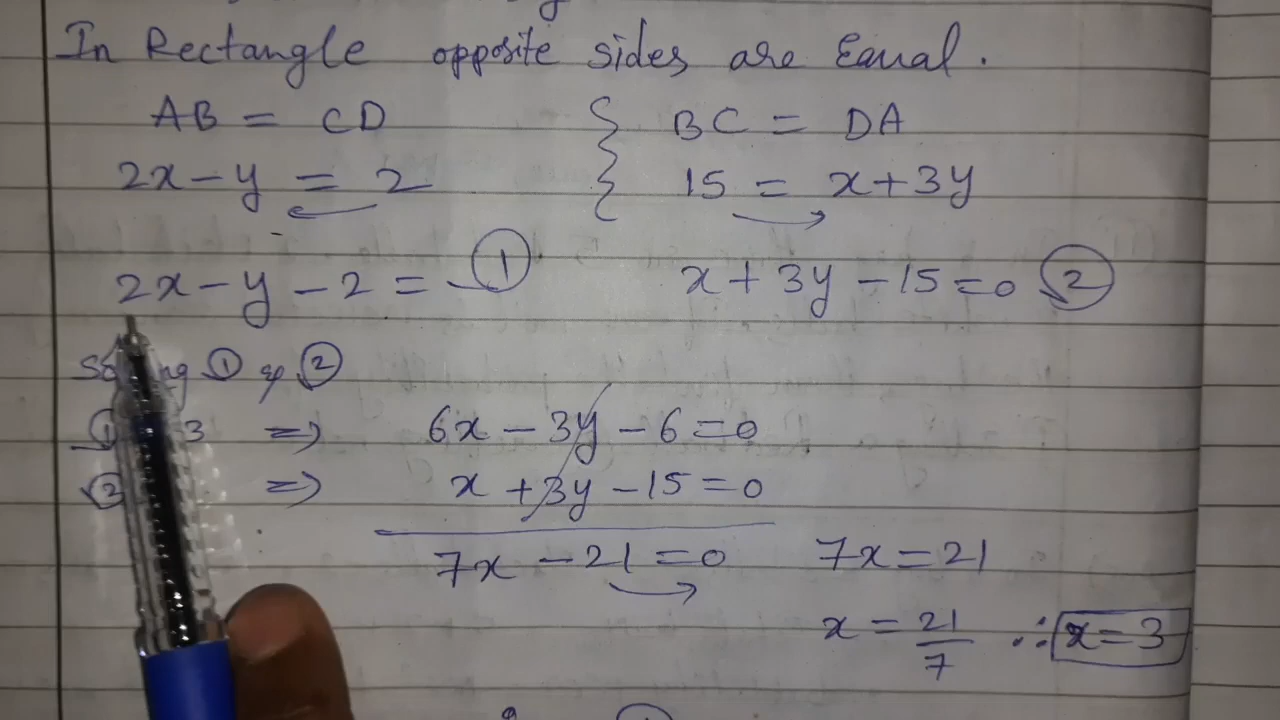 In Rectangle opposite sides are Equal.
AB = CD
BC = DA
2x-y = 2
15 = x+3y
2x-y-2= ①
x+3y-15=0 ②
① ②
① 3 => 6x-3y-6=0
② => x+3y-15=0
7x-21=0 7x=21
x=21/7 ∴ x=3